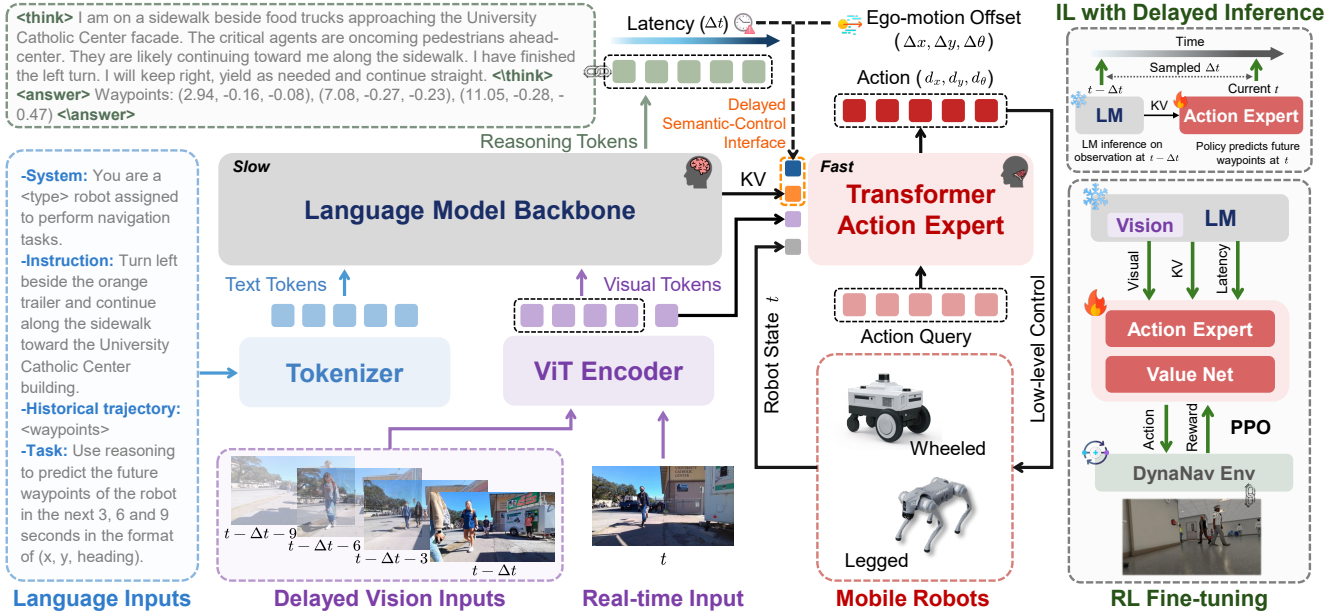 <think> I am on a sidewalk beside food trucks approaching the University
Catholic Center facade. The critical agents are oncoming pedestrians ahead-
center. They are likely continuing toward me along the sidewalk. I have finished
the left turn. I will keep right, yield as needed and continue straight. <\think>
<answer> Waypoints: (2.94, -0.16, -0.08), (7.08, -0.27, -0.23), (11.05, -0.28, -
0.47) <\answer>
Latency (Δt)
Ego-motion Offset
(Δx, Δy, Δθ)
Action (d_x, d_y, d_θ)
Reasoning Tokens
Delayed
Semantic-Control
Interface
-System: You are a
<type> robot assigned
to perform navigation
tasks.
-Instruction: Turn left
beside the orange
trailer and continue
along the sidewalk
toward the University
Catholic Center
building.
-Historical trajectory:
<waypoints>
-Task: Use reasoning
to predict the future
waypoints of the robot
in the next 3, 6 and 9
seconds in the format
of (x, y, heading).
Language Inputs
Slow
Language Model Backbone
KV
Fast
Transformer
Action Expert
Text Tokens
Visual Tokens
Tokenizer
ViT Encoder
Action Query
Robot State t
Low-level Control
t − Δt − 9
t − Δt − 6
t − Δt − 3
t − Δt
Delayed Vision Inputs
t
Real-time Input
Wheeled
Legged
Mobile Robots
IL with Delayed Inference
Time
Sampled Δt
t − Δt
Current t
LM
KV
Action Expert
LM inference on
observation at t − Δt
Policy predicts future
waypoints at t
Vision
LM
Visual
KV
Latency
Action Expert
Value Net
Action
Reward
PPO
DynaNav Env
RL Fine-tuning